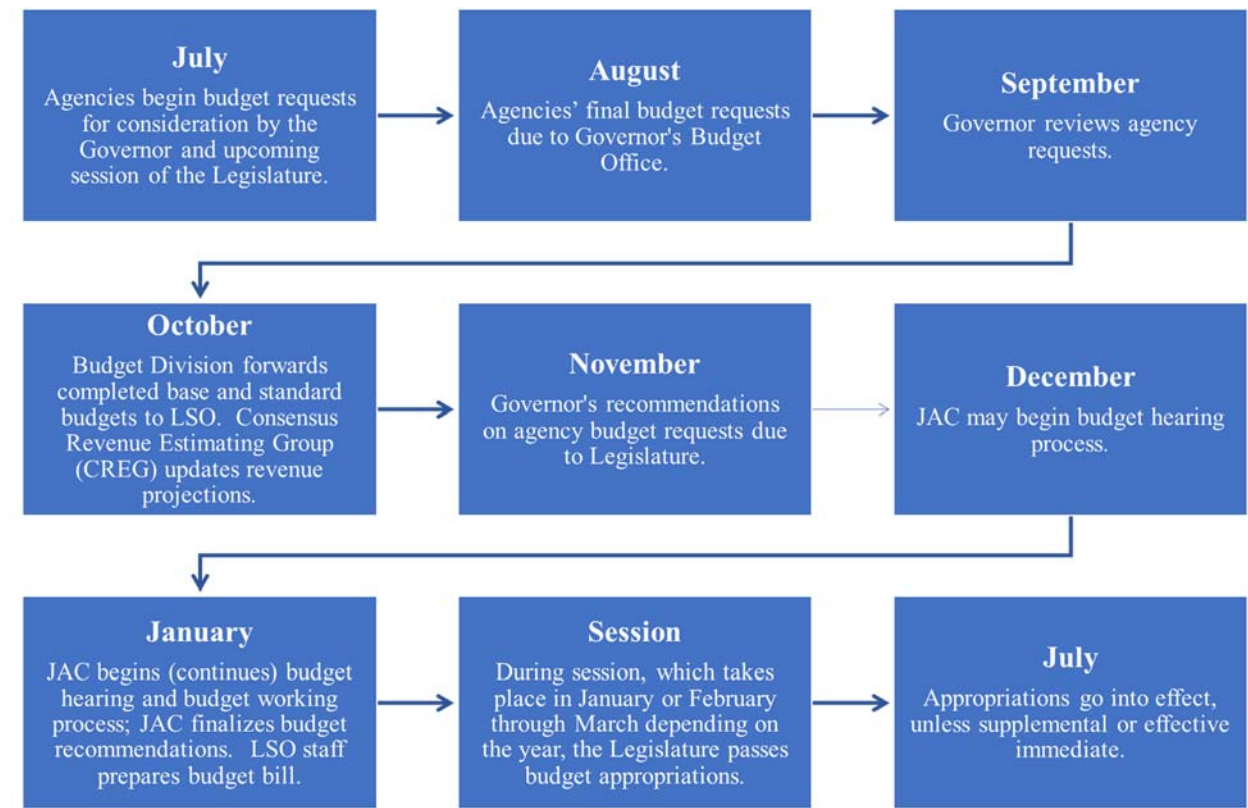 July
Agencies begin budget requests
for consideration by the
Governor and upcoming
session of the Legislature.
August
Agencies' final budget requests
due to Governor's Budget
Office.
September
Governor reviews agency
requests.
October
Budget Division forwards
completed base and standard
budgets to LSO.  Consensus
Revenue Estimating Group
(CREG) updates revenue
projections.
November
Governor's recommendations
on agency budget requests due
to Legislature.
December
JAC may begin budget hearing
process.
January
JAC begins (continues) budget
hearing and budget working
process; JAC finalizes budget
recommendations.  LSO staff
prepares budget bill.
Session
During session, which takes
place in January or February
through March depending on
the year, the Legislature passes
budget appropriations.
July
Appropriations go into effect,
unless supplemental or effective
immediate.